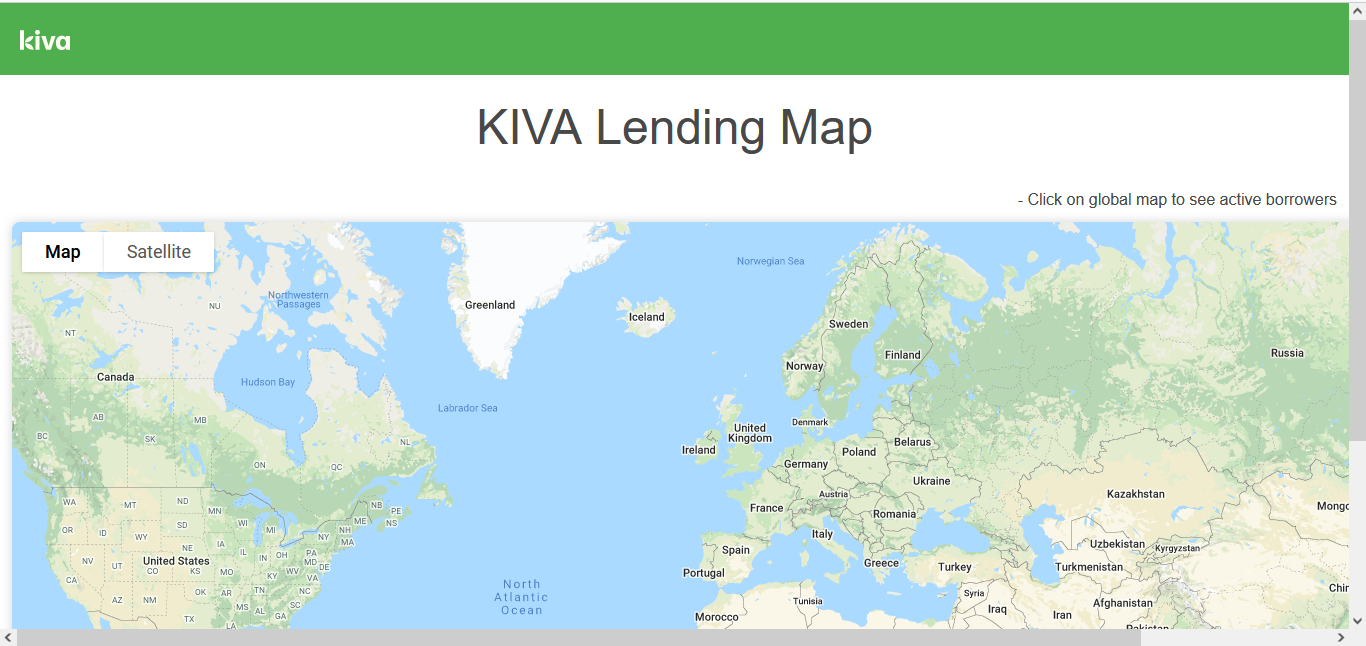 kiva
KIVA Lending Map
- Click on global map to see active borrowers
Map
Satellite
Norwegian Sea
Northwestern
Passages
NU
Greenland
Iceland
Sweden
NT
Finland
Russia
Norway
Canada
Hudson Bay
Labrador Sea
AB
MB
Denmark
United
Kingdom
BC
SK
NL
Belarus
Ireland
Poland
ON
QC
Germany
Ukraine
Austria
Kazakhstan
WA
MT
ND
NB
PE
France
Mongo
MN
Romania
OR
ID
SD
WI
MI
ME
NS
NH
WY
NY
MA
Italy
IA
NE
Uzbekistan
Kyrgyzstan
Spain
IL
IN
OH
PA
NV
UT
United States
MD
DE
Greece
Turkey
Turkmenistan
CO
KS
MO
WV
KY
VA
Portugal
CA
North
Atlantic
Ocean
Chin
OK
AR
TN
NC
Syria
AZ
NM
Tunisia
Afghanistan
MS
AL
SC
Iraq
Iran
GA
Morocco
TX
LA
Pakistan